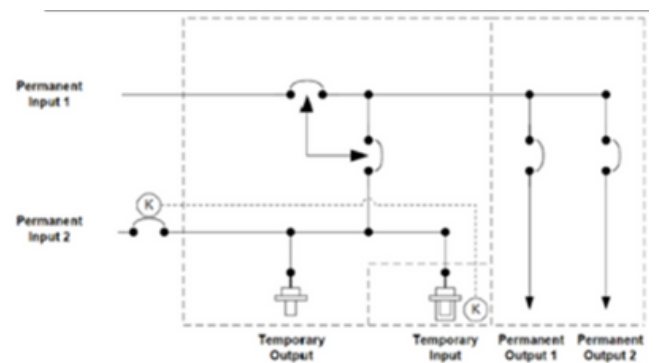 Permanent
Input 1
K
Permanent
Input 2
K
Temporary
Output
Temporary
Input
Permanent
Output 1
Permanent
Output 2